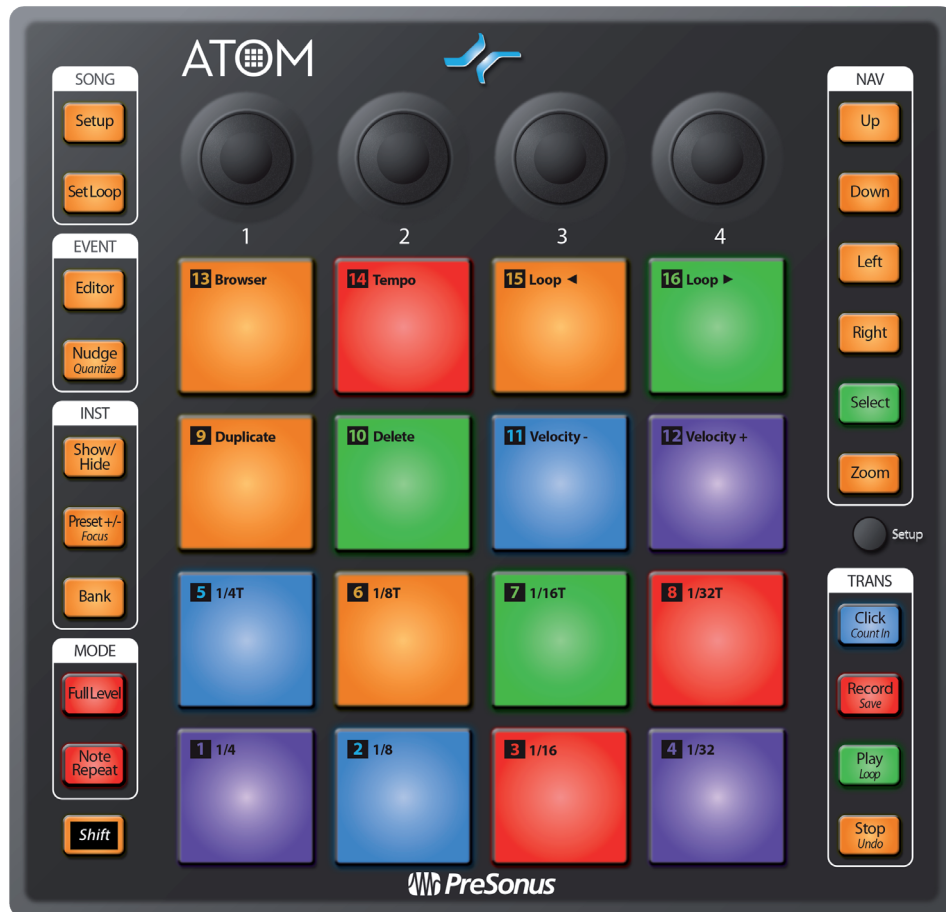 ATOM
SONG
Setup
Set Loop
EVENT
Editor
Nudge
Quantize
INST
Show/
Hide
Preset +/-
Focus
Bank
MODE
Full Level
Note
Repeat
Shift
1 2 3 4
13 Browser
14 Tempo
15 Loop ◄
16 Loop ►
9 Duplicate
10 Delete
11 Velocity -
12 Velocity +
5 1/4T
6 1/8T
7 1/16T
8 1/32T
1 1/4
2 1/8
3 1/16
4 1/32
PreSonus
NAV
Up
Down
Left
Right
Select
Zoom
Setup
TRANS
Click
Count In
Record
Save
Play
Loop
Stop
Undo